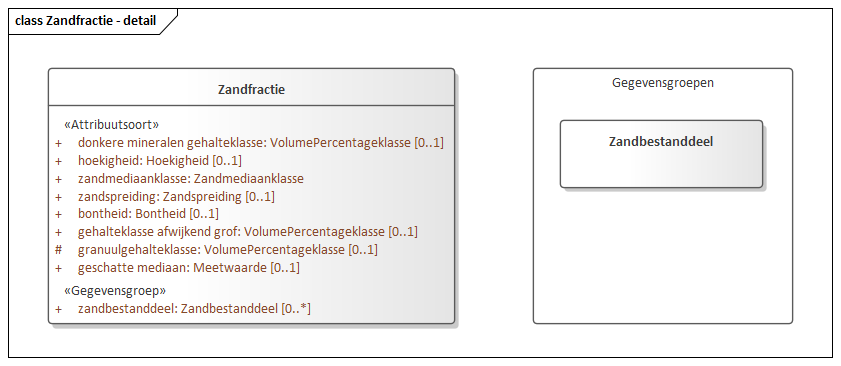 class Zandfractie - detail
Zandfractie
«Attribuutsoort»
+ donkere mineralen gehalteklasse: VolumePercentageklasse [0..1]
+ hoekigheid: Hoekigheid [0..1]
+ zandmediaanklasse: Zandmediaanklasse
+ zandspreiding: Zandspreiding [0..1]
+ bontheid: Bontheid [0..1]
+ gehalteklasse afwijkend grof: VolumePercentageklasse [0..1]
# granuulgehalteklasse: VolumePercentageklasse [0..1]
+ geschatte mediaan: Meetwaarde [0..1]
«Gegevensgroep»
+ zandbestanddeel: Zandbestanddeel [0..*]
Gegevensgroepen
Zandbestanddeel